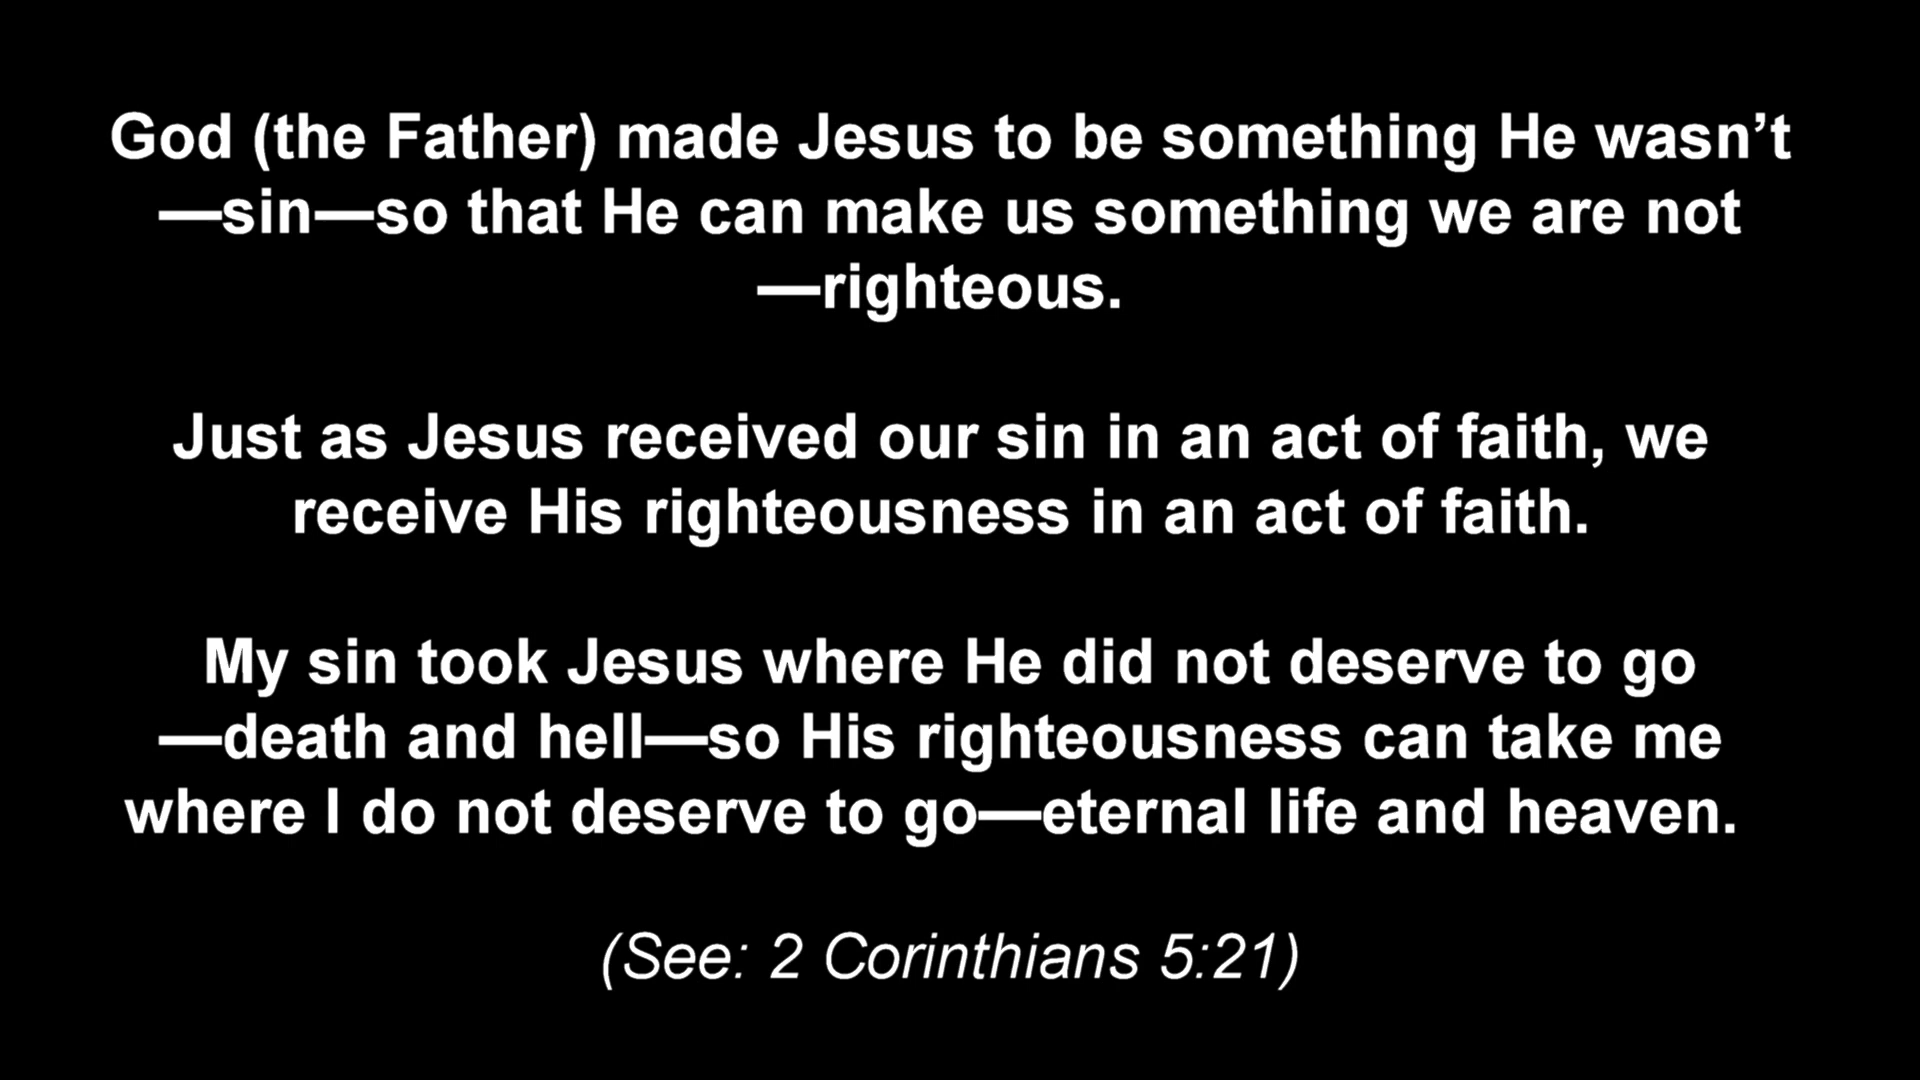 God (the Father) made Jesus to be something He wasn’t
—sin—so that He can make us something we are not
—righteous.
Just as Jesus received our sin in an act of faith, we
receive His righteousness in an act of faith.
My sin took Jesus where He did not deserve to go
—death and hell—so His righteousness can take me
where I do not deserve to go—eternal life and heaven.
(See: 2 Corinthians 5:21)